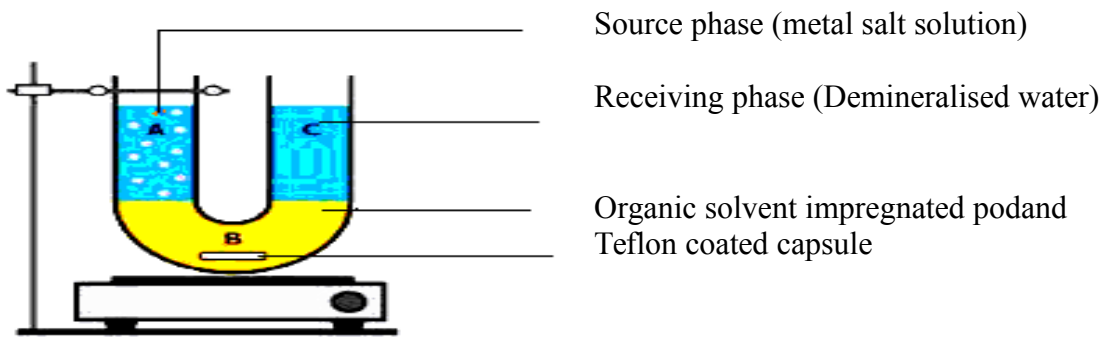 Source phase (metal salt solution)
A
C
Receiving phase (Demineralised water)
Organic solvent impregnated podand
B
Teflon coated capsule